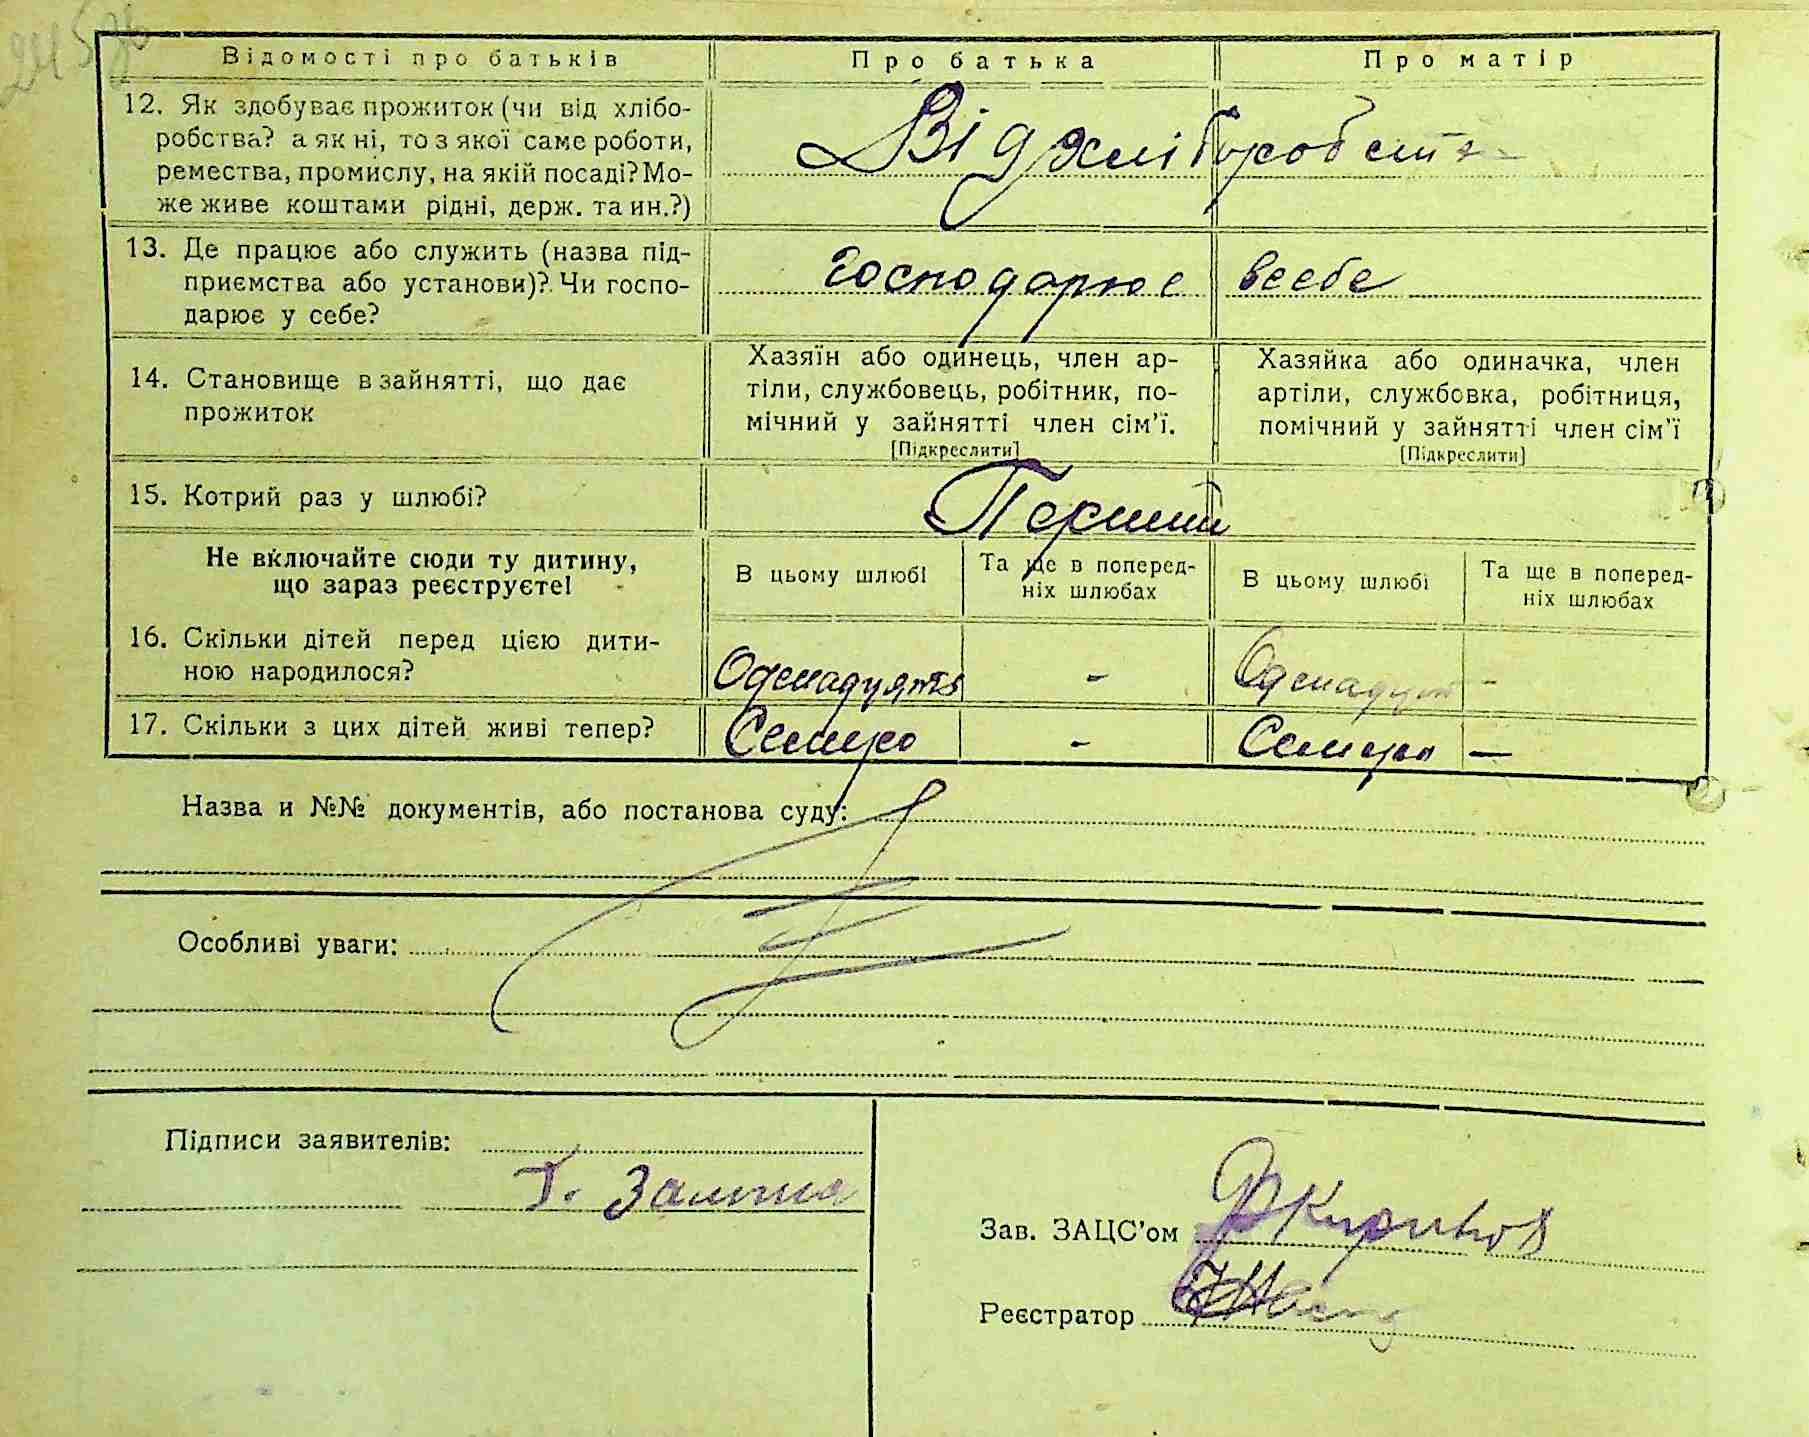 Відомості про батьків
Про батька
Про матір
12. Як здобуває прожиток (чи від хлібо-
робства? а як ні, то з якої саме роботи,
ремества, промислу, на якій посаді? Мо-
же живе коштами рідні, держ. та ин.?)
Від хліборобства
13. Де працює або служить (назва під-
приємства або установи)? Чи госпо-
дарює у себе?
Господарює всебе
14. Становище в зайнятті, що дає
прожиток
Хазяїн або одинець, член ар-
тіли, службовець, робітник, по-
мічний у зайнятті член сім’ї.
[Підкреслити]
Хазяйка або одиначка, член
артіли, службовка, робітниця,
помічний у зайнятті член сім’ї
[Підкреслити]
15. Котрий раз у шлюбі?
Перший
Не включайте сюди ту дитину,
що зараз реєструєте!
В цьому шлюбі
Та ще в поперед-
ніх шлюбах
В цьому шлюбі
Та ще в поперед-
ніх шлюбах
16. Скільки дітей перед цією дити-
ною народилося?
Оденадцять - Оденадцят -
17. Скільки з цих дітей живі тепер?
Семеро - Семеро —
Назва и №№ документів, або постанова суду:
Особливі уваги:
Підписи заявителів:
Зав. ЗАЦС’ом
Реєстратор